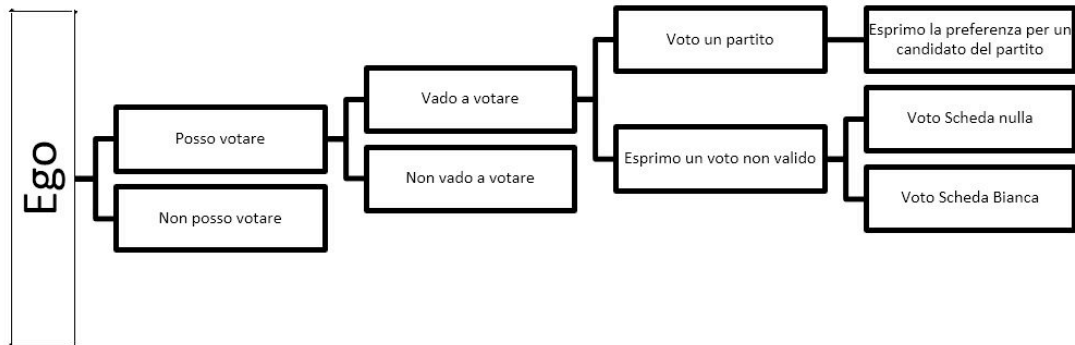 Ego
Posso votare
Non posso votare
Vado a votare
Non vado a votare
Voto un partito
Esprimo un voto non valido
Esprimo la preferenza per un
candidato del partito
Voto Scheda nulla
Voto Scheda Bianca